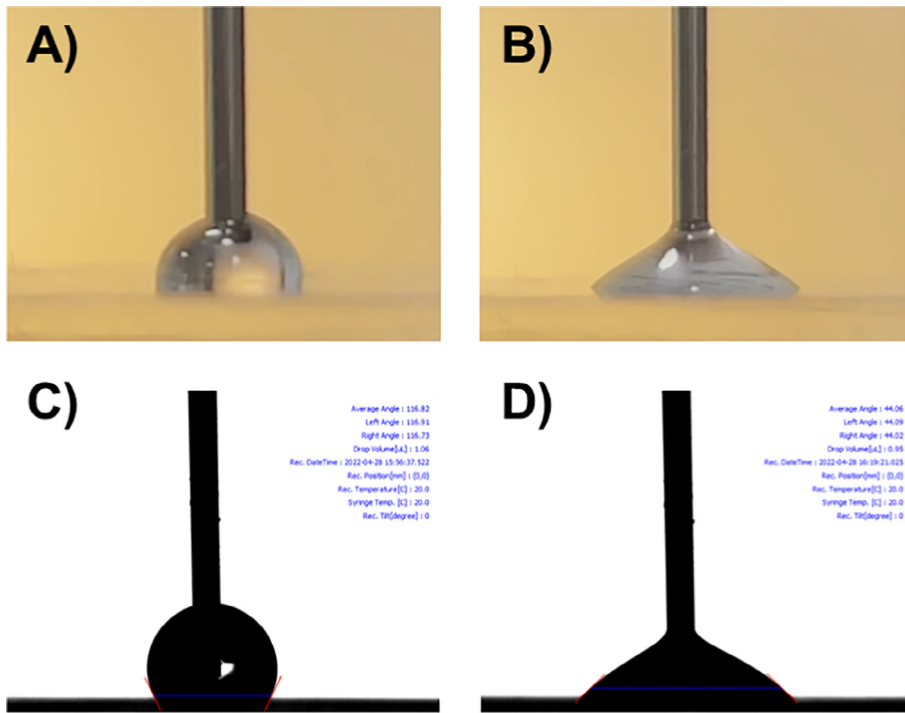 A)
B)
C)
Average Angle : 116.82
Left Angle : 116.91
Right Angle : 116.73
Drop Volume[uL] : 1.06
Rec. DateTime : 2022-04-28 15:56:37.522
Rec. Position[mm] : (0,0)
Rec. Temperature[C] : 20.0
Syringe Temp. [C] : 20.0
Rec. Tilt[degree] : 0
D)
Average Angle : 44.06
Left Angle : 44.09
Right Angle : 44.02
Drop Volume[uL] : 0.95
Rec. DateTime : 2022-04-28 16:19:21.025
Rec. Position[mm] : (0,0)
Rec. Temperature[C] : 20.0
Syringe Temp. [C] : 20.0
Rec. Tilt[degree] : 0